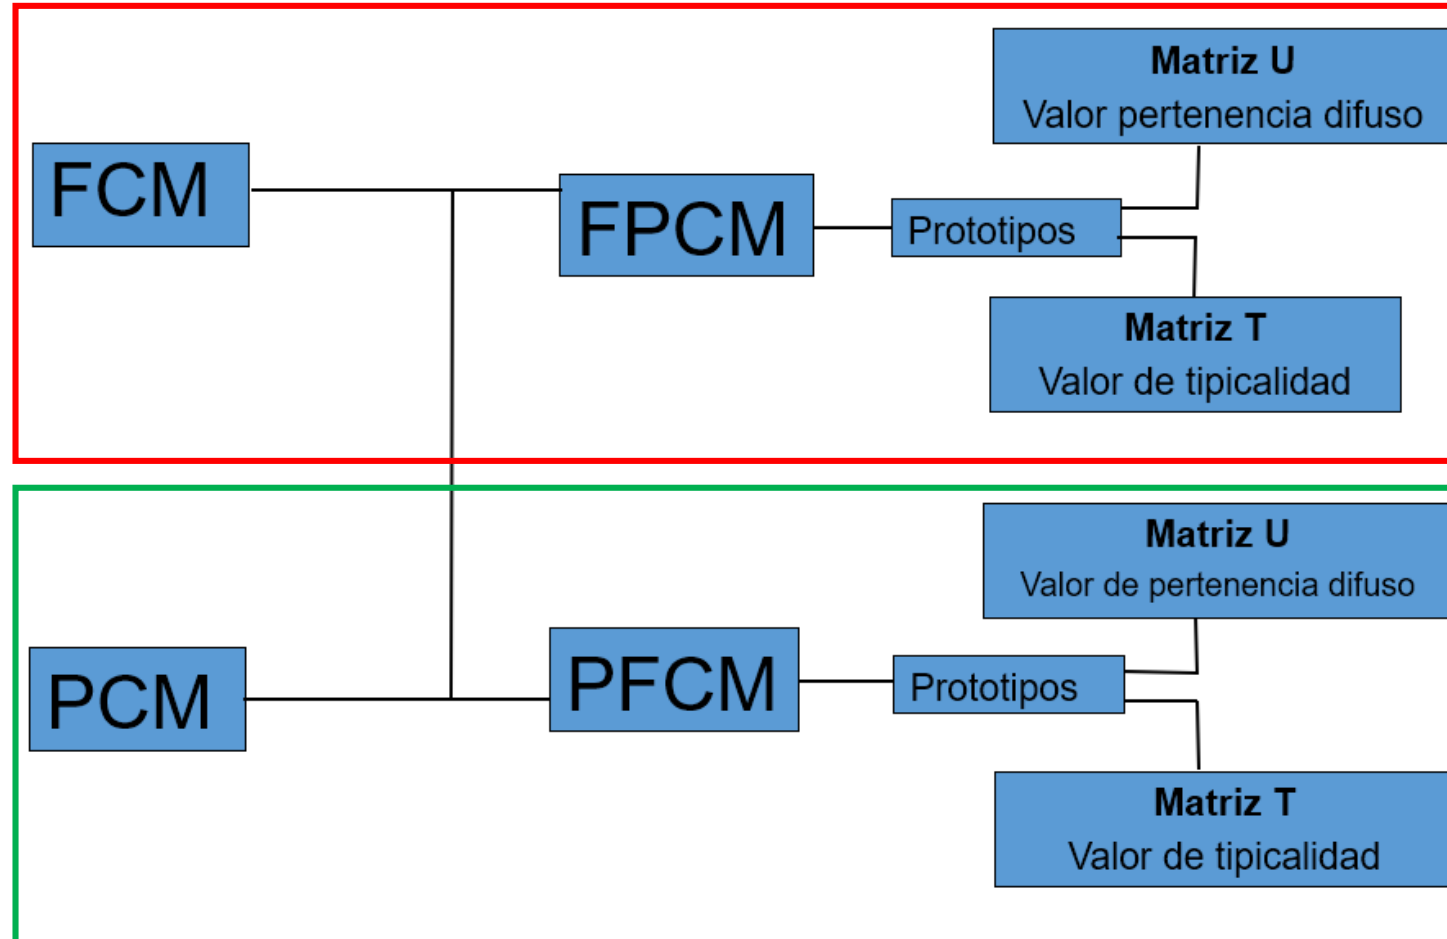 Matriz U
Valor pertenencia difuso
FCM
FPCM
Prototipos
Matriz T
Valor de tipicalidad
Matriz U
Valor de pertenencia difuso
PCM
PFCM
Prototipos
Matriz T
Valor de tipicalidad